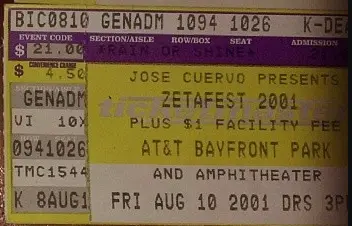 BIC0810 GENADM 1094 1026 K-DEA
EVENT CODE SECTION/AISLE ROW/BOX SEAT ADMISSION
$ 21.00 *RAIN OR SHINE*
CONVENIENCE CHARGE
$ 4.50 JOSE CUERVO PRESENTS
GENADM ZETAFEST 2001
VI 10X PLUS $1 FACILITY FEE
0941026 AT&T BAYFRONT PARK
TMC1544 AND AMPHITHEATER
K 8AUG1 FRI AUG 10 2001 DRS 3P